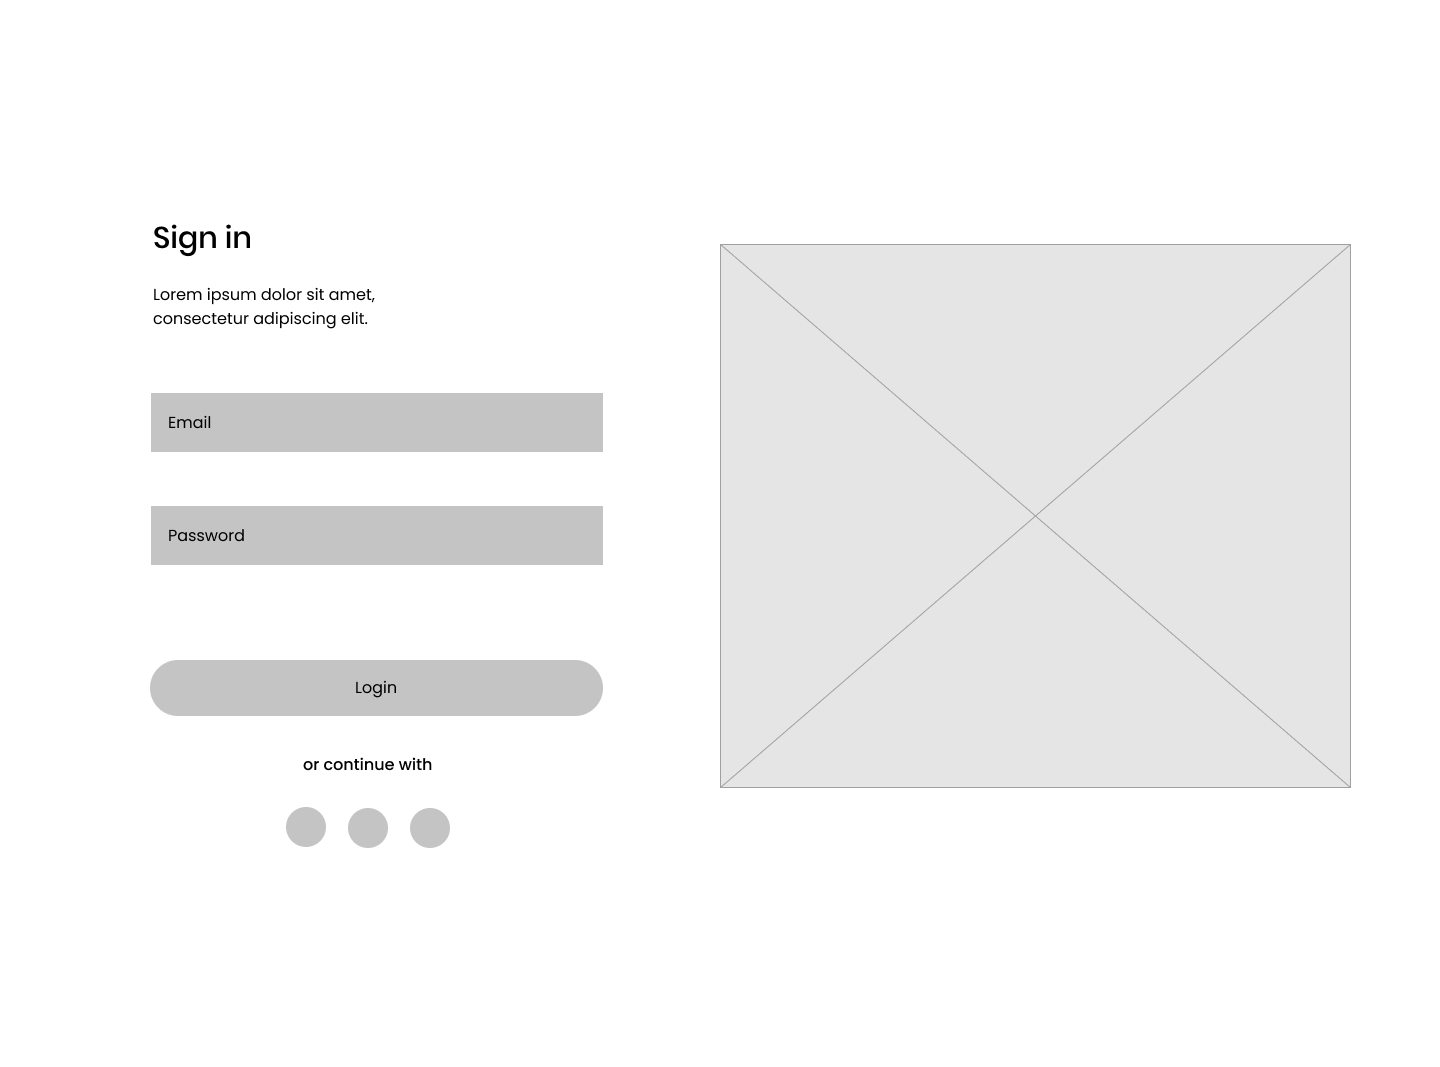 Sign in
Lorem ipsum dolor sit amet,
consectetur adipiscing elit.
Email
Password
Login
or continue with